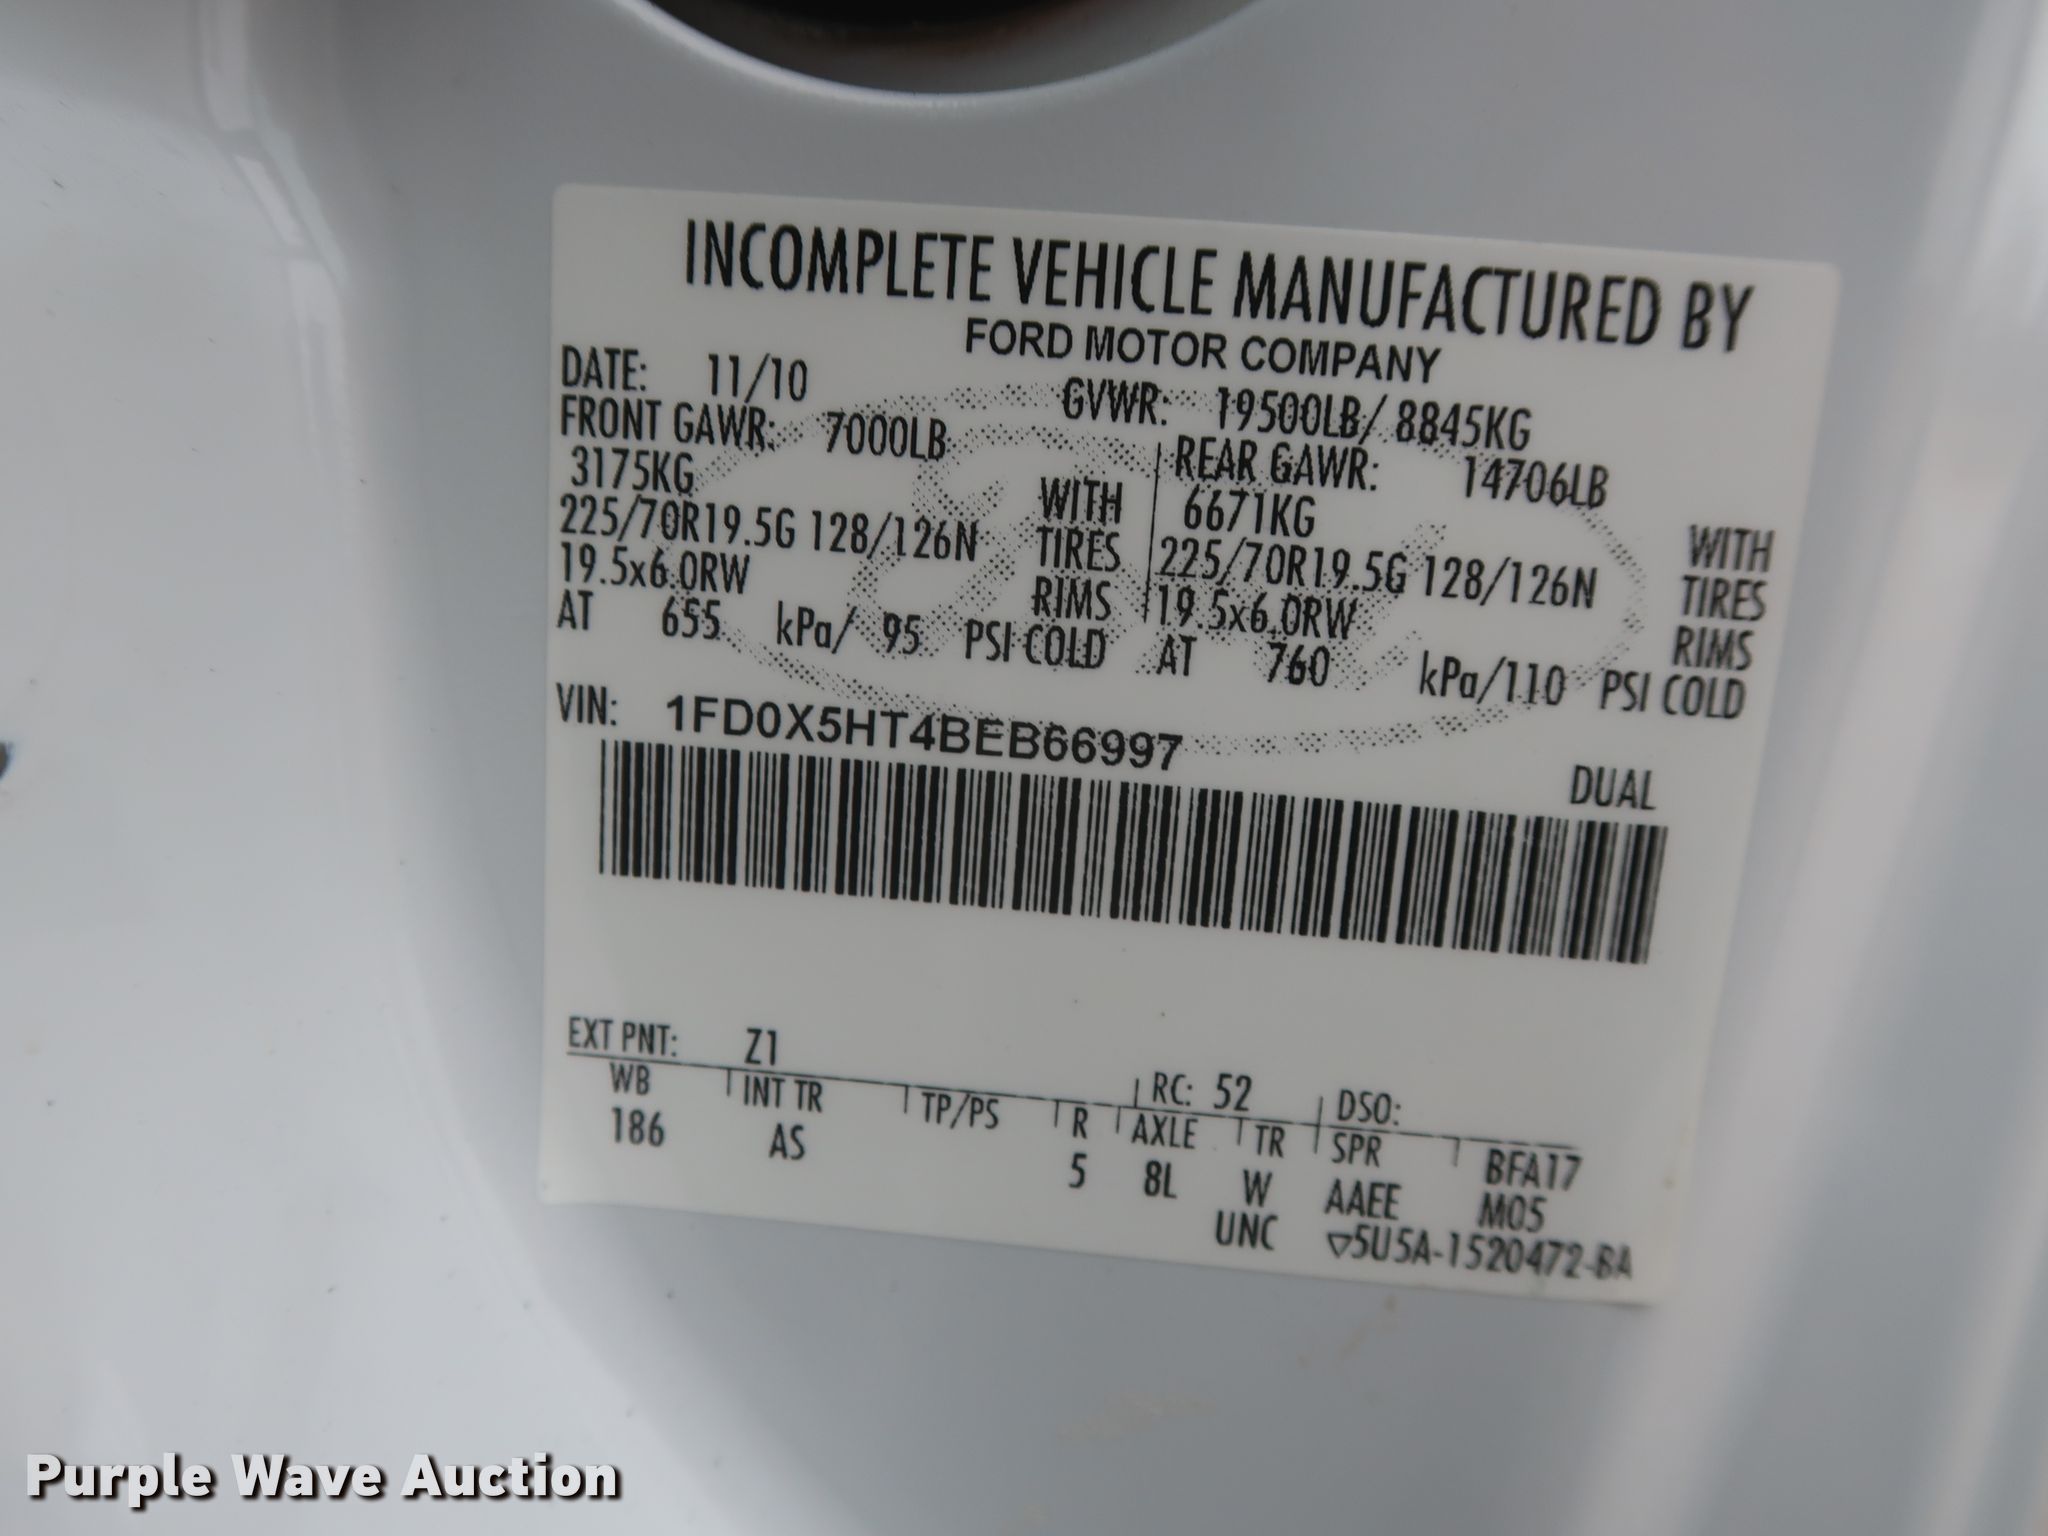 INCOMPLETE VEHICLE MANUFACTURED BY
FORD MOTOR COMPANY
DATE: 11/10 GVWR: 19500LB/ 8845KG
FRONT GAWR: 7000LB REAR GAWR: 14706LB
3175KG WITH 6671KG WITH
225/70R19.5G 128/126N TIRES 225/70R19.5G 128/126N TIRES
19.5x6.0RW RIMS 19.5x6.0RW RIMS
AT 655 kPa/ 95 PSI COLD AT 760 kPa/110 PSI COLD
VIN: 1FD0X5HT4BEB66997
DUAL
EXT PNT: Z1 RC: 52 DSO:
WB INT TR TP/PS R AXLE TR SPR BFA17
186 AS 5 8L W AAEE M05
UNC ▽5U5A-1520472-BA
Purple Wave Auction